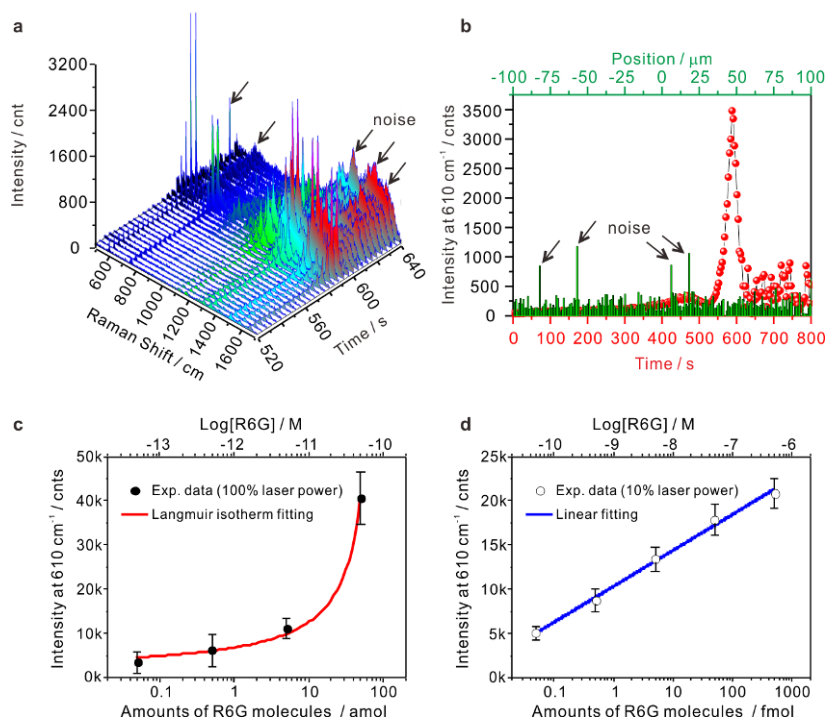 a
3200
2400
1600
800
0
Intensity / cnt
noise
600
800
1000
1200
1400
1600
Raman Shift / cm
520
560
600
640
Time / s
b
Position / μm
-100 -75 -50 -25 0 25 50 75 100
3500
3000
2500
2000
1500
1000
500
0
Intensity at 610 cm⁻¹ / cnts
noise
0 100 200 300 400 500 600 700 800
Time / s
c
Log[R6G] / M
-13 -12 -11 -10
50k
40k
30k
20k
10k
0k
Intensity at 610 cm⁻¹ / cnts
Exp. data (100% laser power)
Langmuir isotherm fitting
0.1 1 10 100
Amounts of R6G molecules / amol
d
Log[R6G] / M
-10 -9 -8 -7 -6
25k
20k
15k
10k
5k
0k
Intensity at 610 cm⁻¹ / cnts
Exp. data (10% laser power)
Linear fitting
0.1 1 10 100 1000
Amounts of R6G molecules / fmol